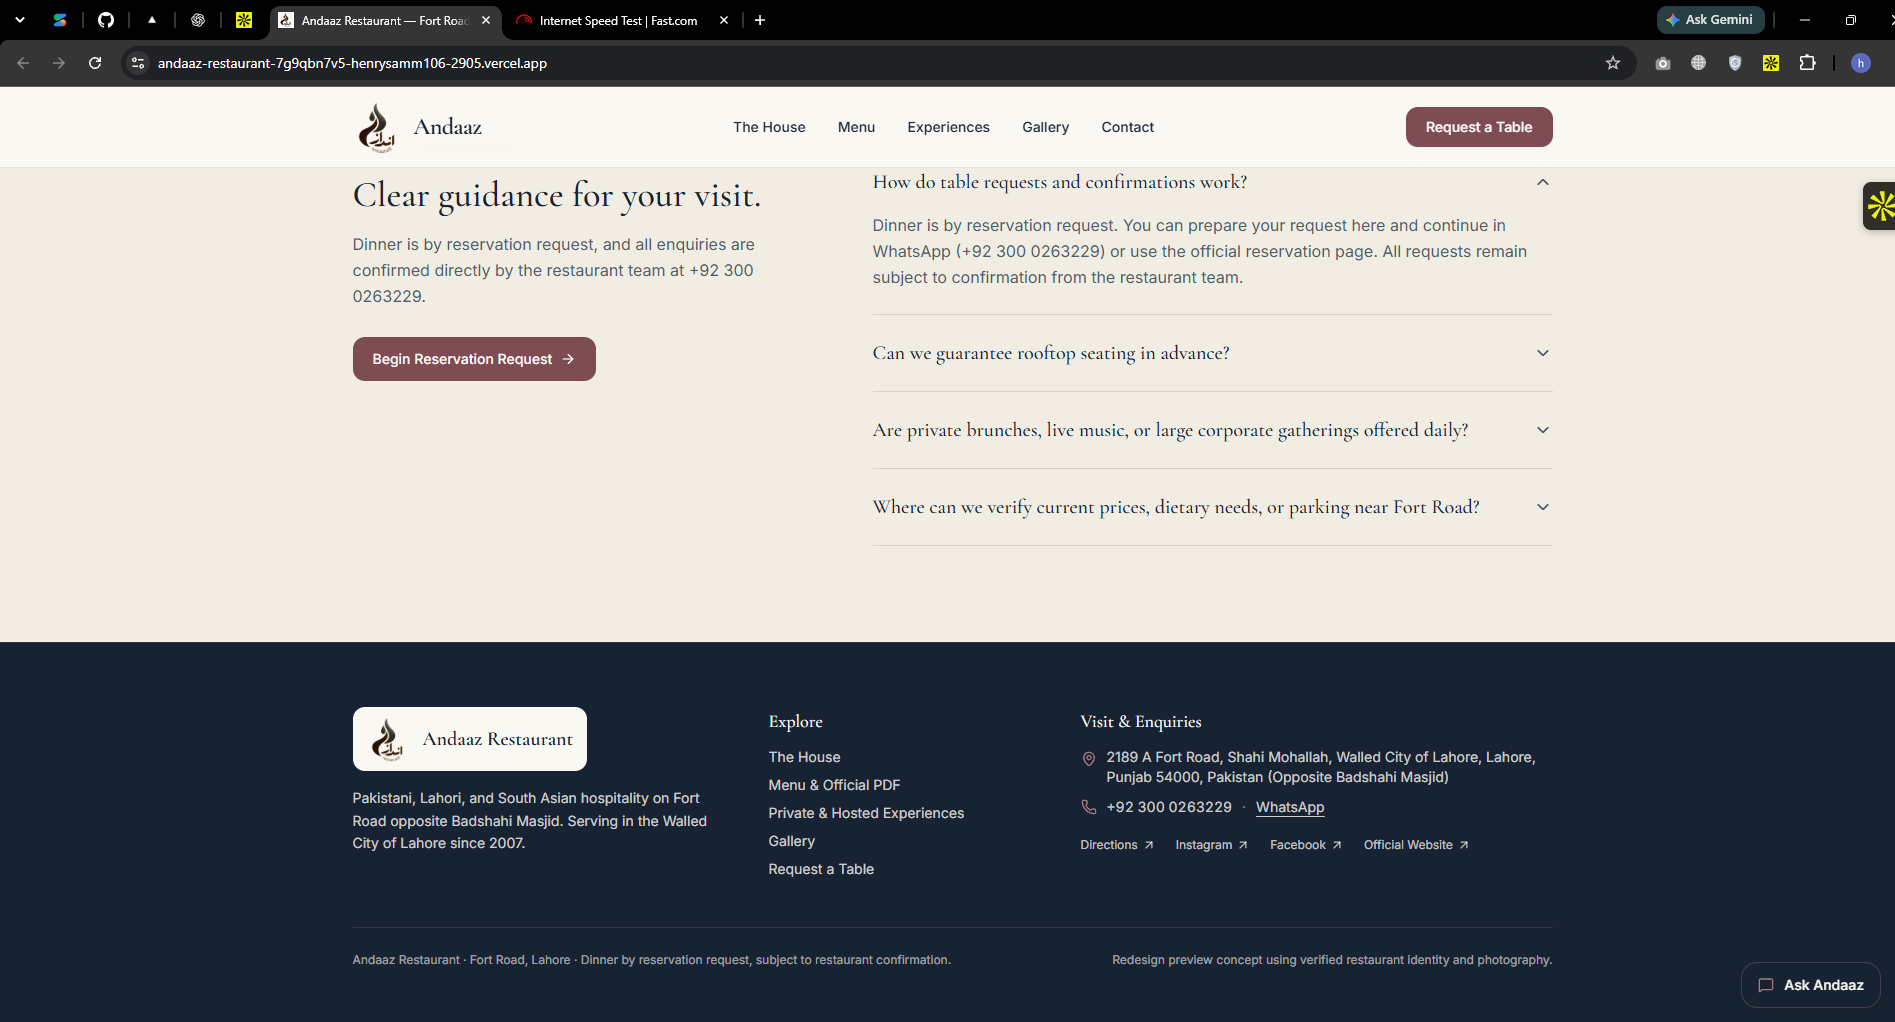 Andaaz Restaurant — Fort Road
Internet Speed Test | Fast.com
Ask Gemini
andaaz-restaurant-7g9qbn7v5-henrysamm106-2905.vercel.app
h
انداز
Andaaz
The House
Menu
Experiences
Gallery
Contact
Request a Table
Clear guidance for your visit.
Dinner is by reservation request, and all enquiries are
confirmed directly by the restaurant team at +92 300
0263229.
Begin Reservation Request
How do table requests and confirmations work?
Dinner is by reservation request. You can prepare your request here and continue in
WhatsApp (+92 300 0263229) or use the official reservation page. All requests remain
subject to confirmation from the restaurant team.
Can we guarantee rooftop seating in advance?
Are private brunches, live music, or large corporate gatherings offered daily?
Where can we verify current prices, dietary needs, or parking near Fort Road?
انداز
Andaaz Restaurant
Pakistani, Lahori, and South Asian hospitality on Fort
Road opposite Badshahi Masjid. Serving in the Walled
City of Lahore since 2007.
Explore
The House
Menu & Official PDF
Private & Hosted Experiences
Gallery
Request a Table
Visit & Enquiries
2189 A Fort Road, Shahi Mohallah, Walled City of Lahore, Lahore,
Punjab 54000, Pakistan (Opposite Badshahi Masjid)
+92 300 0263229 · WhatsApp
Directions
Instagram
Facebook
Official Website
Andaaz Restaurant · Fort Road, Lahore · Dinner by reservation request, subject to restaurant confirmation.
Redesign preview concept using verified restaurant identity and photography.
Ask Andaaz